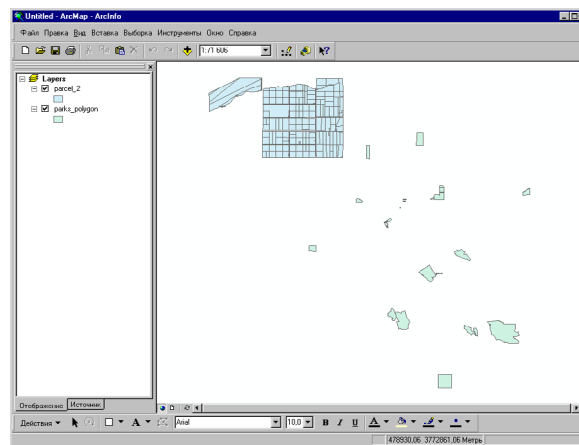 Untitled - ArcMap - ArcInfo
Файл Правка Вид Вставка Выборка Инструменты Окно Справка
1:71 606
Layers
parcel_2
parks_polygon
Отображение Источник
Действия A Arial 10,0 B I U A
478930,06 3772861,06 Метры